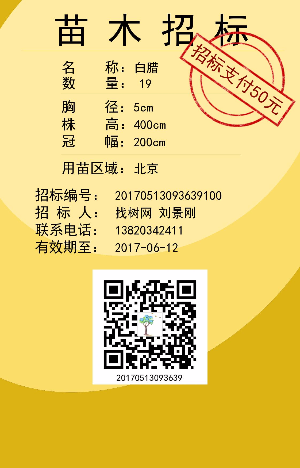 苗木招标
招标支付50元
名 称：白腊
数 量： 19
胸 径：5cm
株 高：400cm
冠 幅：200cm
用苗区域：北京
招标编号： 20170513093639100
招 标 人： 找树网 刘景刚
联系电话： 13820342411
有效期至： 2017-06-12
20170513093639